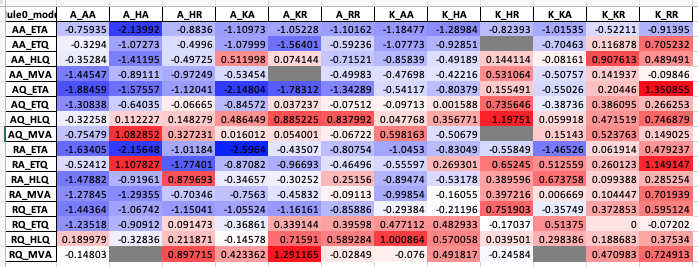 ule0_modu A_AA A_HA A_HR A_KA A_KR A_RR K_AA K_HA K_HR K_KA K_KR K_RR
AA_ETA -0.75935 -2.13992 -0.8836 -1.10973 -1.05228 -1.10162 -1.18477 -1.28984 -0.82393 -1.01535 -0.52211 -0.91395
AA_ETQ -0.3294 -1.07273 -0.4996 -1.07999 -1.56401 -0.59236 -1.07773 -0.92851 -0.70463 0.116878 0.705232
AA_HLQ -0.35284 -1.41195 -0.49725 0.511998 0.074144 -0.71521 -0.85839 -0.49189 0.144114 -0.08161 0.907613 0.489491
AA_MVA -1.44547 -0.89111 -0.97249 -0.53454 -0.49983 -0.47698 -0.42216 0.531064 -0.50757 0.141937 -0.09846
AQ_ETA -1.88459 -1.57557 -1.12041 -2.14804 -1.78312 -1.34289 -0.54117 -0.80379 0.155491 -0.55026 0.20446 1.350855
AQ_ETQ -1.30838 -0.64035 -0.06665 -0.84572 0.037237 -0.07512 -0.09713 0.001588 0.735646 -0.38736 0.386095 0.266253
AQ_HLQ -0.32258 0.112227 0.148279 0.486449 0.885225 0.837992 -0.04768 0.356771 1.19751 0.059918 0.471519 0.746879
AQ_MVA -0.75479 1.082852 0.327231 0.016012 0.054001 -0.06722 0.598163 -0.50679 0.15143 0.523763 0.149025
RA_ETA -1.63405 -2.15648 -1.01184 -2.5964 -0.43507 -0.80754 -1.0453 -0.83049 -0.55849 -1.46526 0.061914 0.479237
RA_ETQ -0.52412 1.107827 -1.77401 -0.87082 -0.96693 -0.46496 -0.55597 0.269301 0.65245 0.512559 0.260123 1.149147
RA_HLQ -1.47882 -0.91961 0.879693 -0.34657 -0.30252 0.25156 -0.89474 -0.53178 0.389596 0.673758 0.099388 0.285254
RA_MVA -1.27845 -1.29355 -0.70346 -0.7563 -0.45832 -0.09113 -0.99854 -0.16055 0.397216 0.006669 0.104447 0.701939
RQ_ETA -1.44364 -1.06742 -1.15041 -1.05524 -1.16161 -0.85886 -0.29384 -0.21196 0.751903 -0.35749 0.372853 0.595124
RQ_ETQ -1.23518 -0.90912 0.091473 -0.36861 0.339144 0.39598 0.477112 0.482933 -0.17037 0.51375 0 -0.07202
RQ_HLQ 0.189979 -0.32836 0.211871 -0.14578 0.71591 0.589284 1.000864 0.570058 0.039501 0.298386 0.188683 0.37534
RQ_MVA -0.14803 0.897715 0.423362 1.291165 -0.02849 -0.076 0.491817 -0.24584 0.470983 0.724913